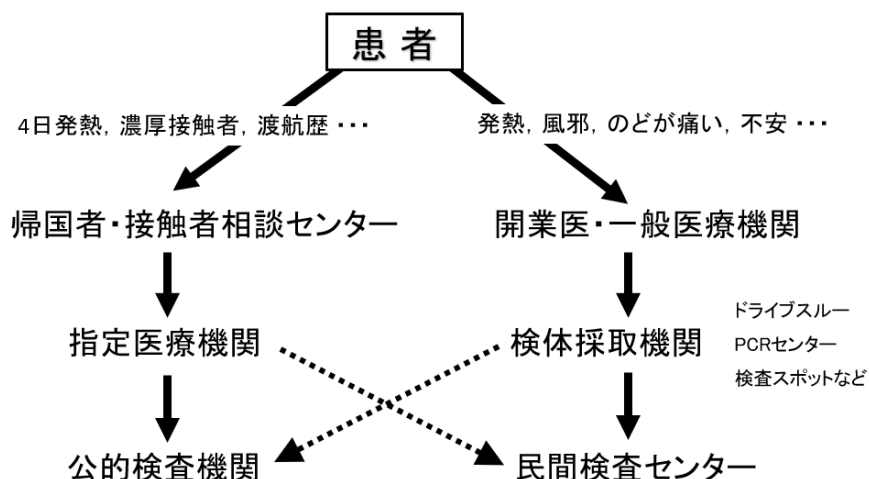 患者
4日発熱, 濃厚接触者, 渡航歴 ・・・
発熱, 風邪, のどが痛い, 不安 ・・・
帰国者・接触者相談センター
開業医・一般医療機関
指定医療機関
検体採取機関
ドライブスルー
PCRセンター
検査スポットなど
公的検査機関
民間検査センター